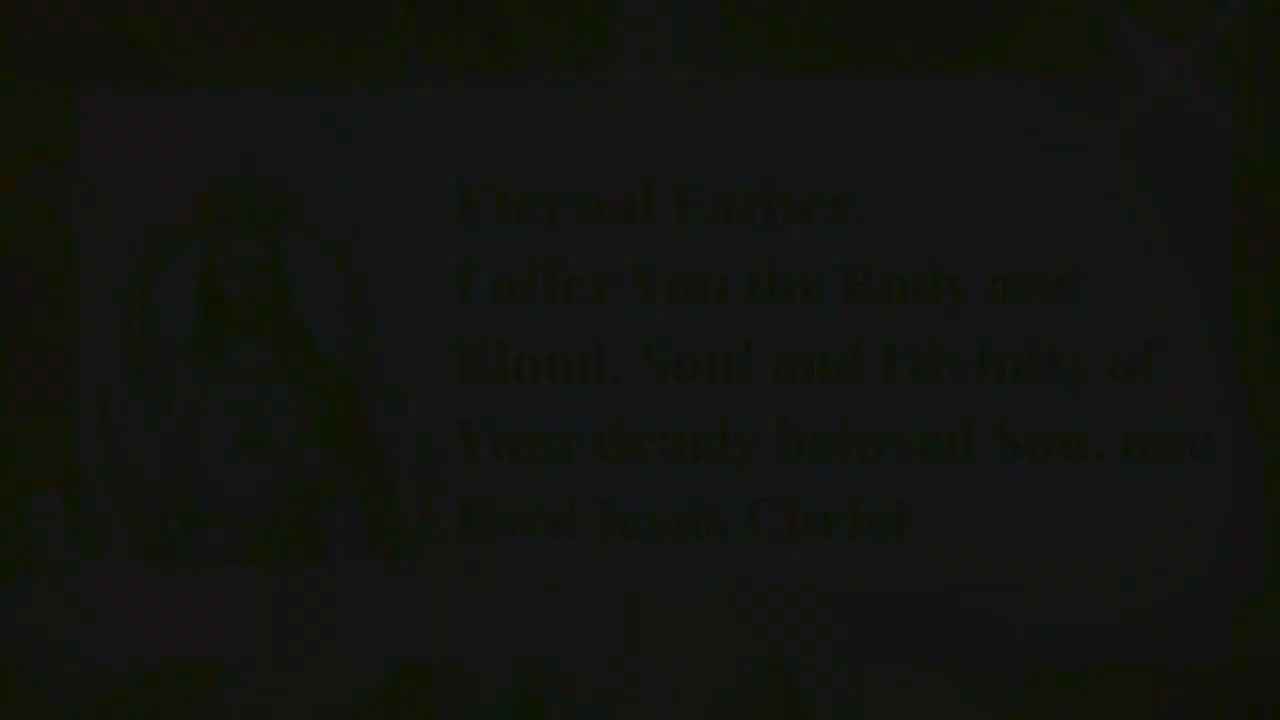 Eternal Father,
I offer You the Body and
Blood, Soul and Divinity of
Your dearly beloved Son, our
Lord Jesus Christ